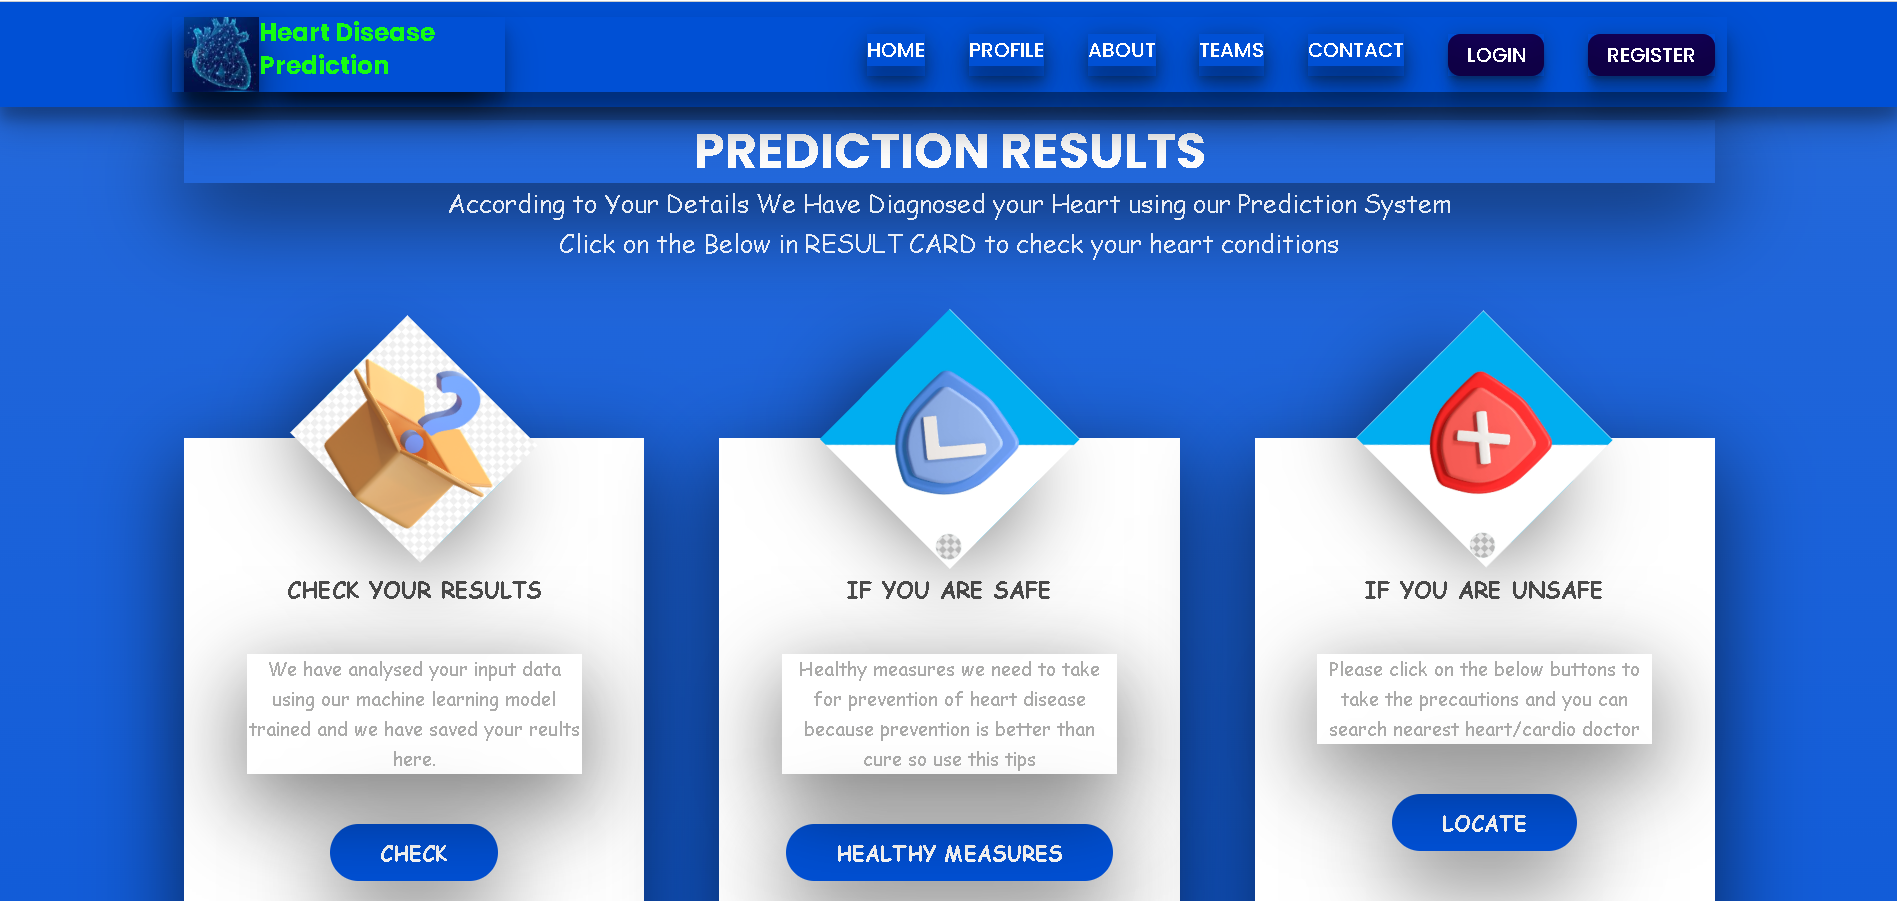 Heart Disease
Prediction
HOME PROFILE ABOUT TEAMS CONTACT LOGIN REGISTER
PREDICTION RESULTS
According to Your Details We Have Diagnosed your Heart using our Prediction System
Click on the Below in RESULT CARD to check your heart conditions
CHECK YOUR RESULTS
We have analysed your input data
using our machine learning model
trained and we have saved your reults
here.
CHECK
IF YOU ARE SAFE
Healthy measures we need to take
for prevention of heart disease
because prevention is better than
cure so use this tips
HEALTHY MEASURES
IF YOU ARE UNSAFE
Please click on the below buttons to
take the precautions and you can
search nearest heart/cardio doctor
LOCATE